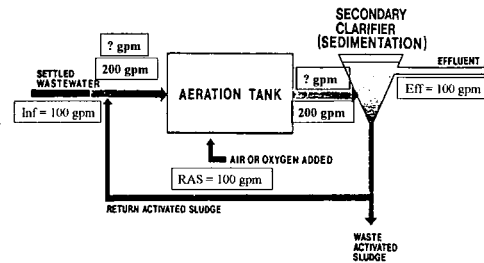 SECONDARY
CLARIFIER
(SEDIMENTATION)
? gpm
200 gpm
SETTLED
WASTEWATER
Inf = 100 gpm
AERATION TANK
? gpm
200 gpm
EFFLUENT
Eff = 100 gpm
AIR OR OXYGEN ADDED
RAS = 100 gpm
RETURN ACTIVATED SLUDGE
WASTE
ACTIVATED
SLUDGE